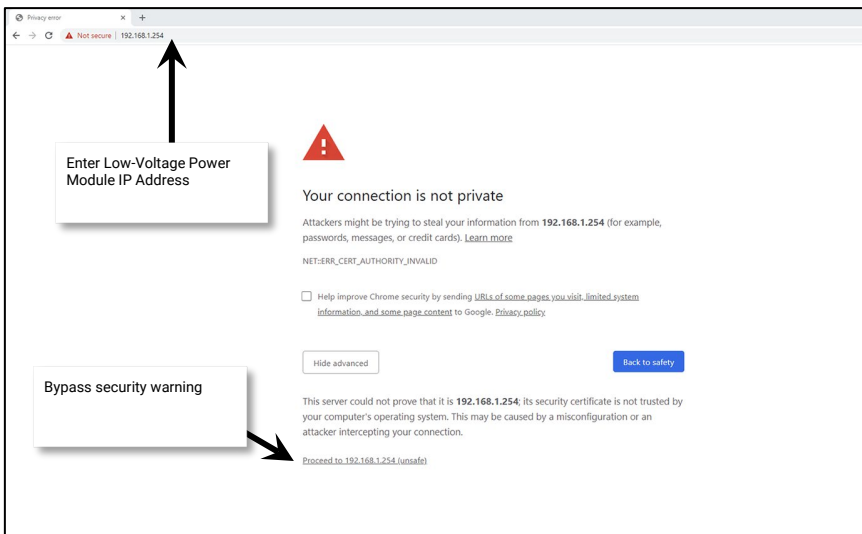 Privacy error
Not secure | 192.168.1.254
Enter Low-Voltage Power
Module IP Address
Your connection is not private
Attackers might be trying to steal your information from 192.168.1.254 (for example,
passwords, messages, or credit cards). Learn more
NET::ERR_CERT_AUTHORITY_INVALID
Help improve Chrome security by sending URLs of some pages you visit, limited system
information, and some page content to Google. Privacy policy
Hide advanced
Back to safety
Bypass security warning
This server could not prove that it is 192.168.1.254; its security certificate is not trusted by
your computer's operating system. This may be caused by a misconfiguration or an
attacker intercepting your connection.
Proceed to 192.168.1.254 (unsafe)